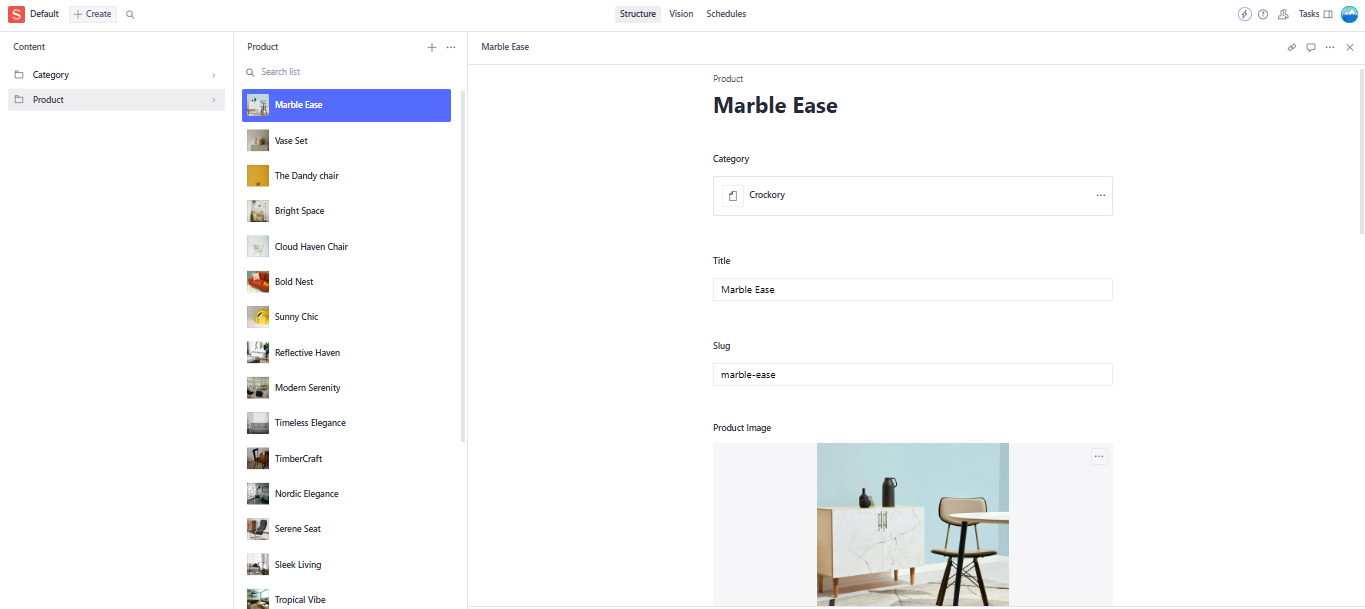 S Default + Create Structure Vision Schedules Tasks
Content
Category
Product
Product
Search list
Marble Ease
Vase Set
The Dandy chair
Bright Space
Cloud Haven Chair
Bold Nest
Sunny Chic
Reflective Haven
Modern Serenity
Timeless Elegance
TimberCraft
Nordic Elegance
Serene Seat
Sleek Living
Tropical Vibe
Marble Ease
Product
Marble Ease
Category
Crockory
Title
Marble Ease
Slug
marble-ease
Product Image